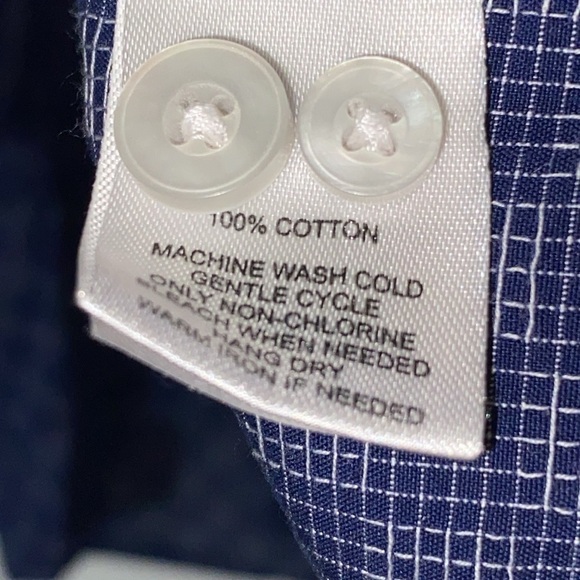 100% COTTON
MACHINE WASH COLD
GENTLE CYCLE
ONLY NON-CHLORINE
BLEACH WHEN NEEDED
HANG DRY
WARM IRON IF NEEDED